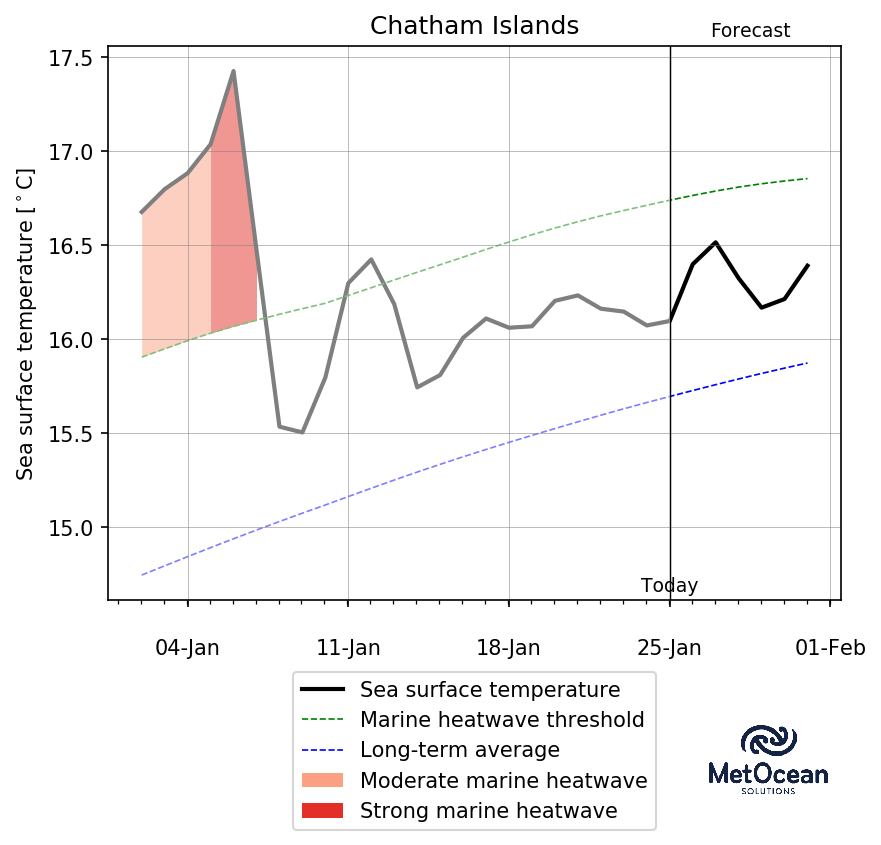 Chatham Islands
Forecast
17.5
17.0
16.5
16.0
15.5
15.0
Sea surface temperature [°C]
Today
04-Jan 11-Jan 18-Jan 25-Jan 01-Feb
Sea surface temperature
Marine heatwave threshold
Long-term average
Moderate marine heatwave
Strong marine heatwave
MetOcean
SOLUTIONS